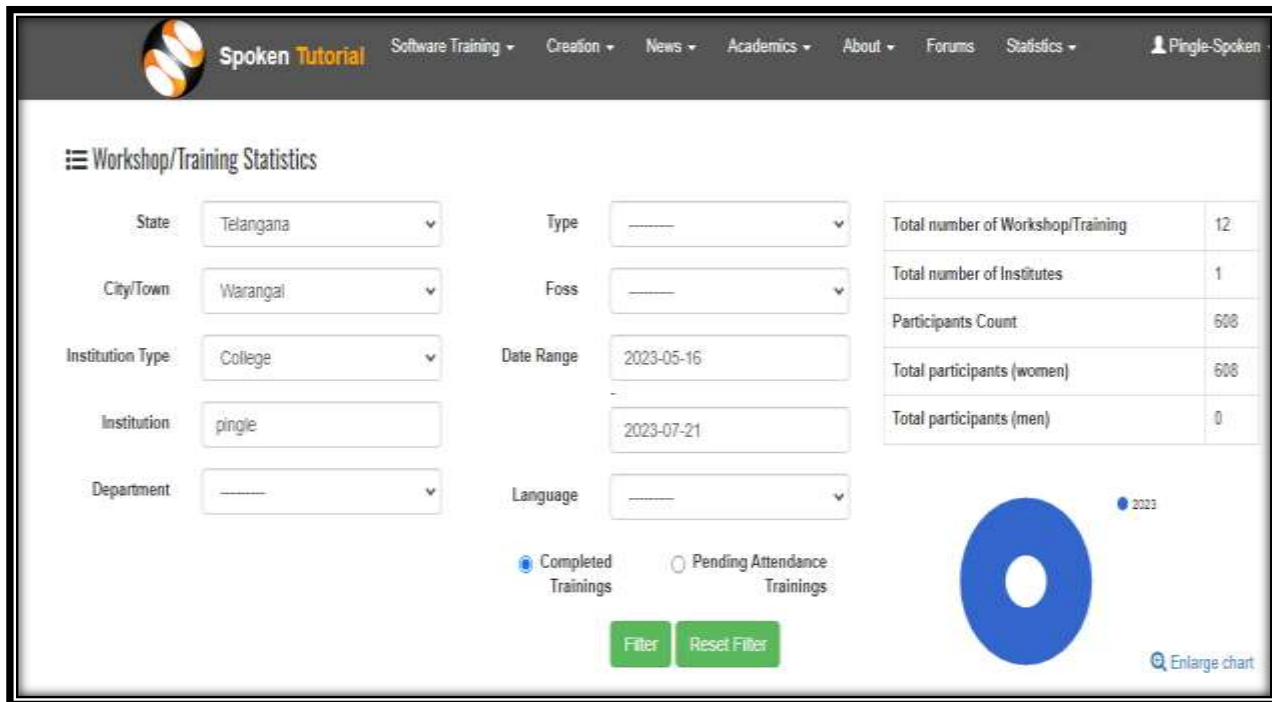 Spoken Tutorial
Software Training
Creation
News
Academics
About
Forums
Statistics
Pingle-Spoken
Workshop/Training Statistics
State
Telangana
City/Town
Warangal
Institution Type
College
Institution
pingle
Department
---------
Type
---------
Foss
---------
Date Range
2023-05-16
-
2023-07-21
Language
---------
Completed
Trainings
Pending Attendance
Trainings
Filter
Reset Filter
Total number of Workshop/Training 12
Total number of Institutes 1
Participants Count 608
Total participants (women) 608
Total participants (men) 0
2023
Enlarge chart